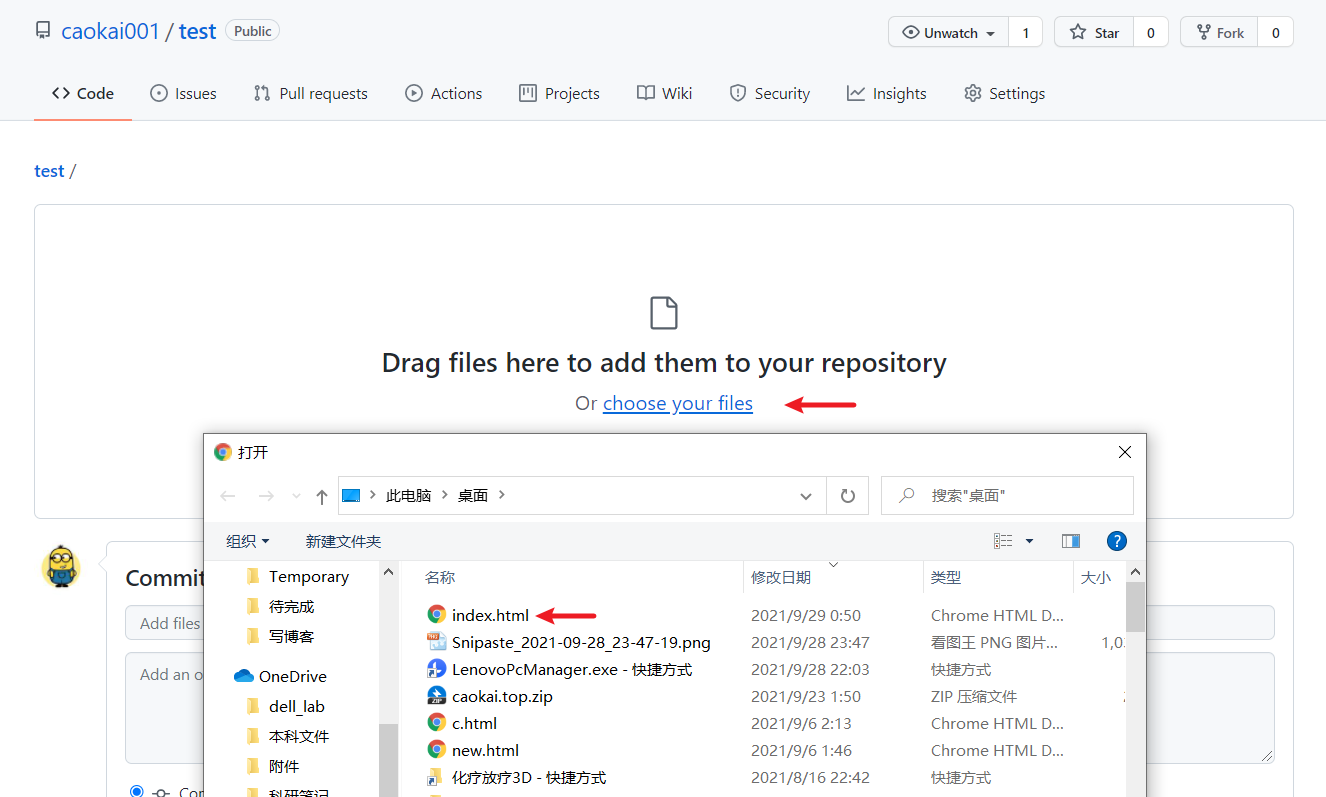 caokai001 / test Public Unwatch 1 Star 0 Fork 0
Code Issues Pull requests Actions Projects Wiki Security Insights Settings
test /
Drag files here to add them to your repository
Or choose your files
打开
此电脑 桌面 搜索"桌面"
组织 新建文件夹
Commit
Add files
Add an o
Temporary
待完成
写博客
OneDrive
dell_lab
本科文件
附件
科研笔记
名称 修改日期 类型 大小
index.html 2021/9/29 0:50 Chrome HTML D...
Snipaste_2021-09-28_23-47-19.png 2021/9/28 23:47 看图王 PNG 图片... 1,0
LenovoPcManager.exe - 快捷方式 2021/9/28 22:03 快捷方式
caokai.top.zip 2021/9/23 1:50 ZIP 压缩文件
c.html 2021/9/6 2:13 Chrome HTML D...
new.html 2021/9/6 1:46 Chrome HTML D...
化疗放疗3D - 快捷方式 2021/8/16 22:42 快捷方式